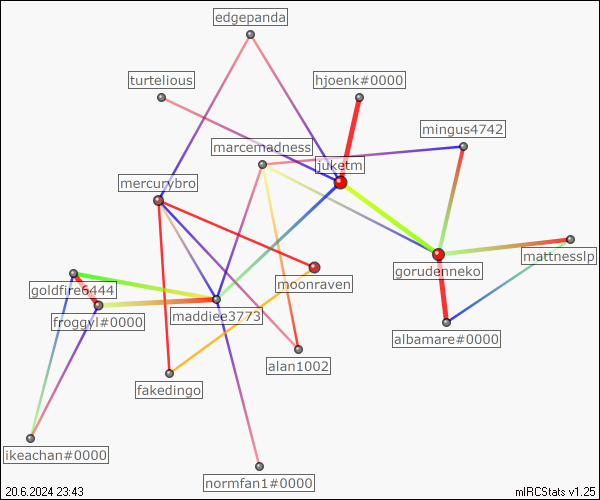 edgepanda
turtelious
hjoenk#0000
mingus4742
marcemadness
juketm
mercurybro
mattnesslp
gorudenneko
moonraven
goldfire6444
maddiee3773
froggyl#0000
albamare#0000
alan1002
fakedingo
ikeachan#0000
normfan1#0000
20.6.2024 23:43
mIRCStats v1.25